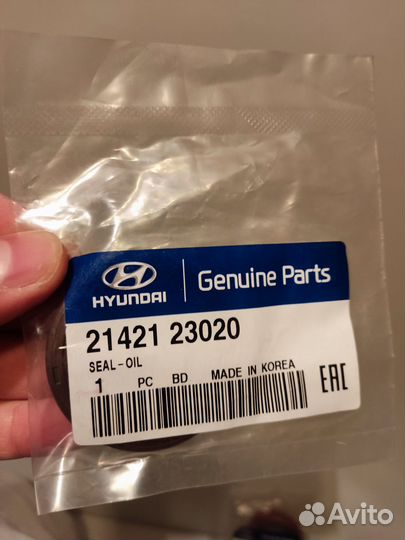 HYUNDAI
Genuine Parts
21421 23020
SEAL-OIL
1 PC BD MADE IN KOREA
EAC
Avito